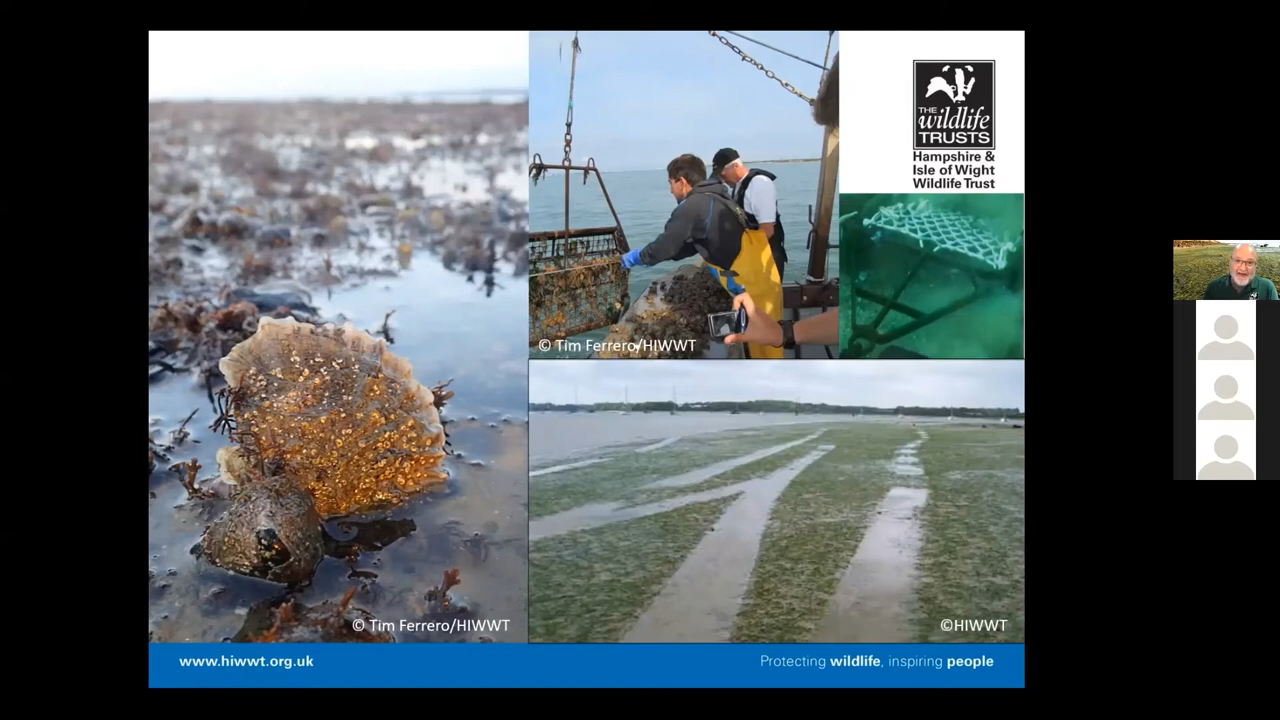 THE
wildlife
TRUSTS
Hampshire &
Isle of Wight
Wildlife Trust
© Tim Ferrero/HIWWT
© Tim Ferrero/HIWWT
©HIWWT
www.hiwwt.org.uk
Protecting wildlife, inspiring people